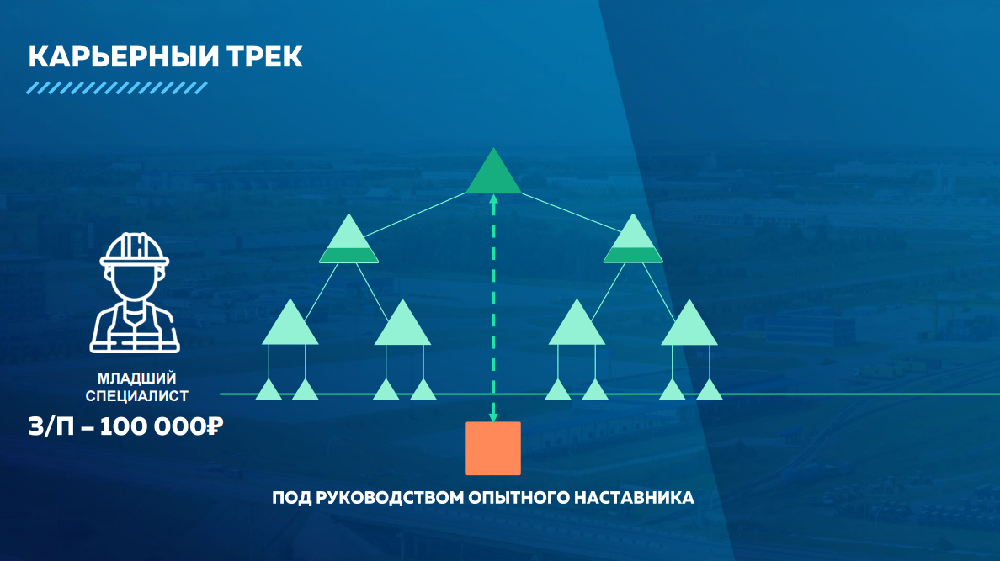 КАРЬЕРНЫЙ ТРЕК
МЛАДШИЙ
СПЕЦИАЛИСТ
З/П – 100 000₽
ПОД РУКОВОДСТВОМ ОПЫТНОГО НАСТАВНИКА